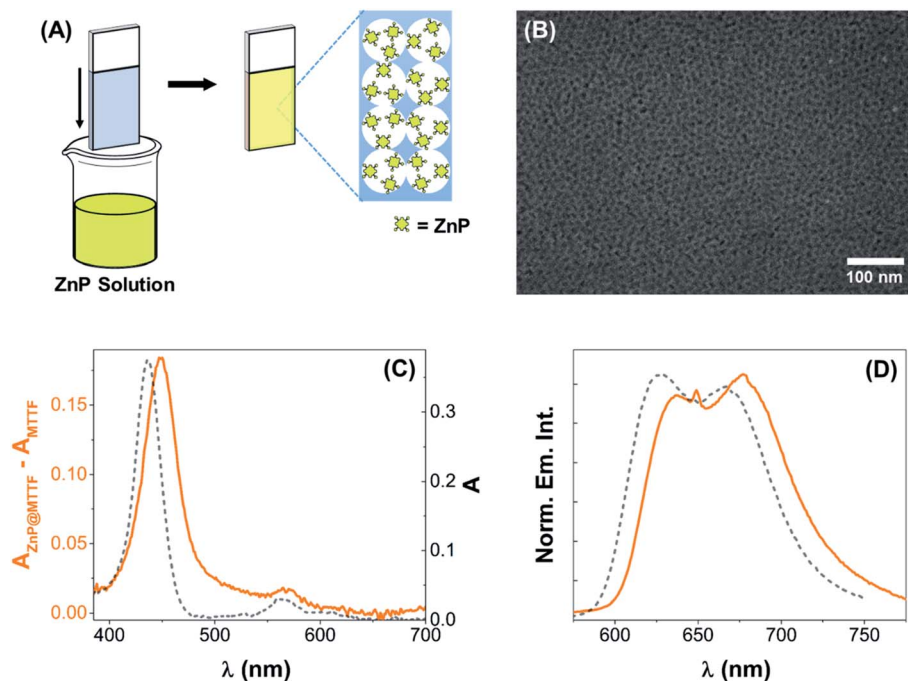 (A)
ZnP Solution
= ZnP
(B)
100 nm
(C)
A_ZnP@MTTF - A_MTTF
0.15
0.10
0.05
0.00
A
0.3
0.2
0.1
0.0
400 500 600 700
λ (nm)
(D)
Norm. Em. Int.
600 650 700 750
λ (nm)